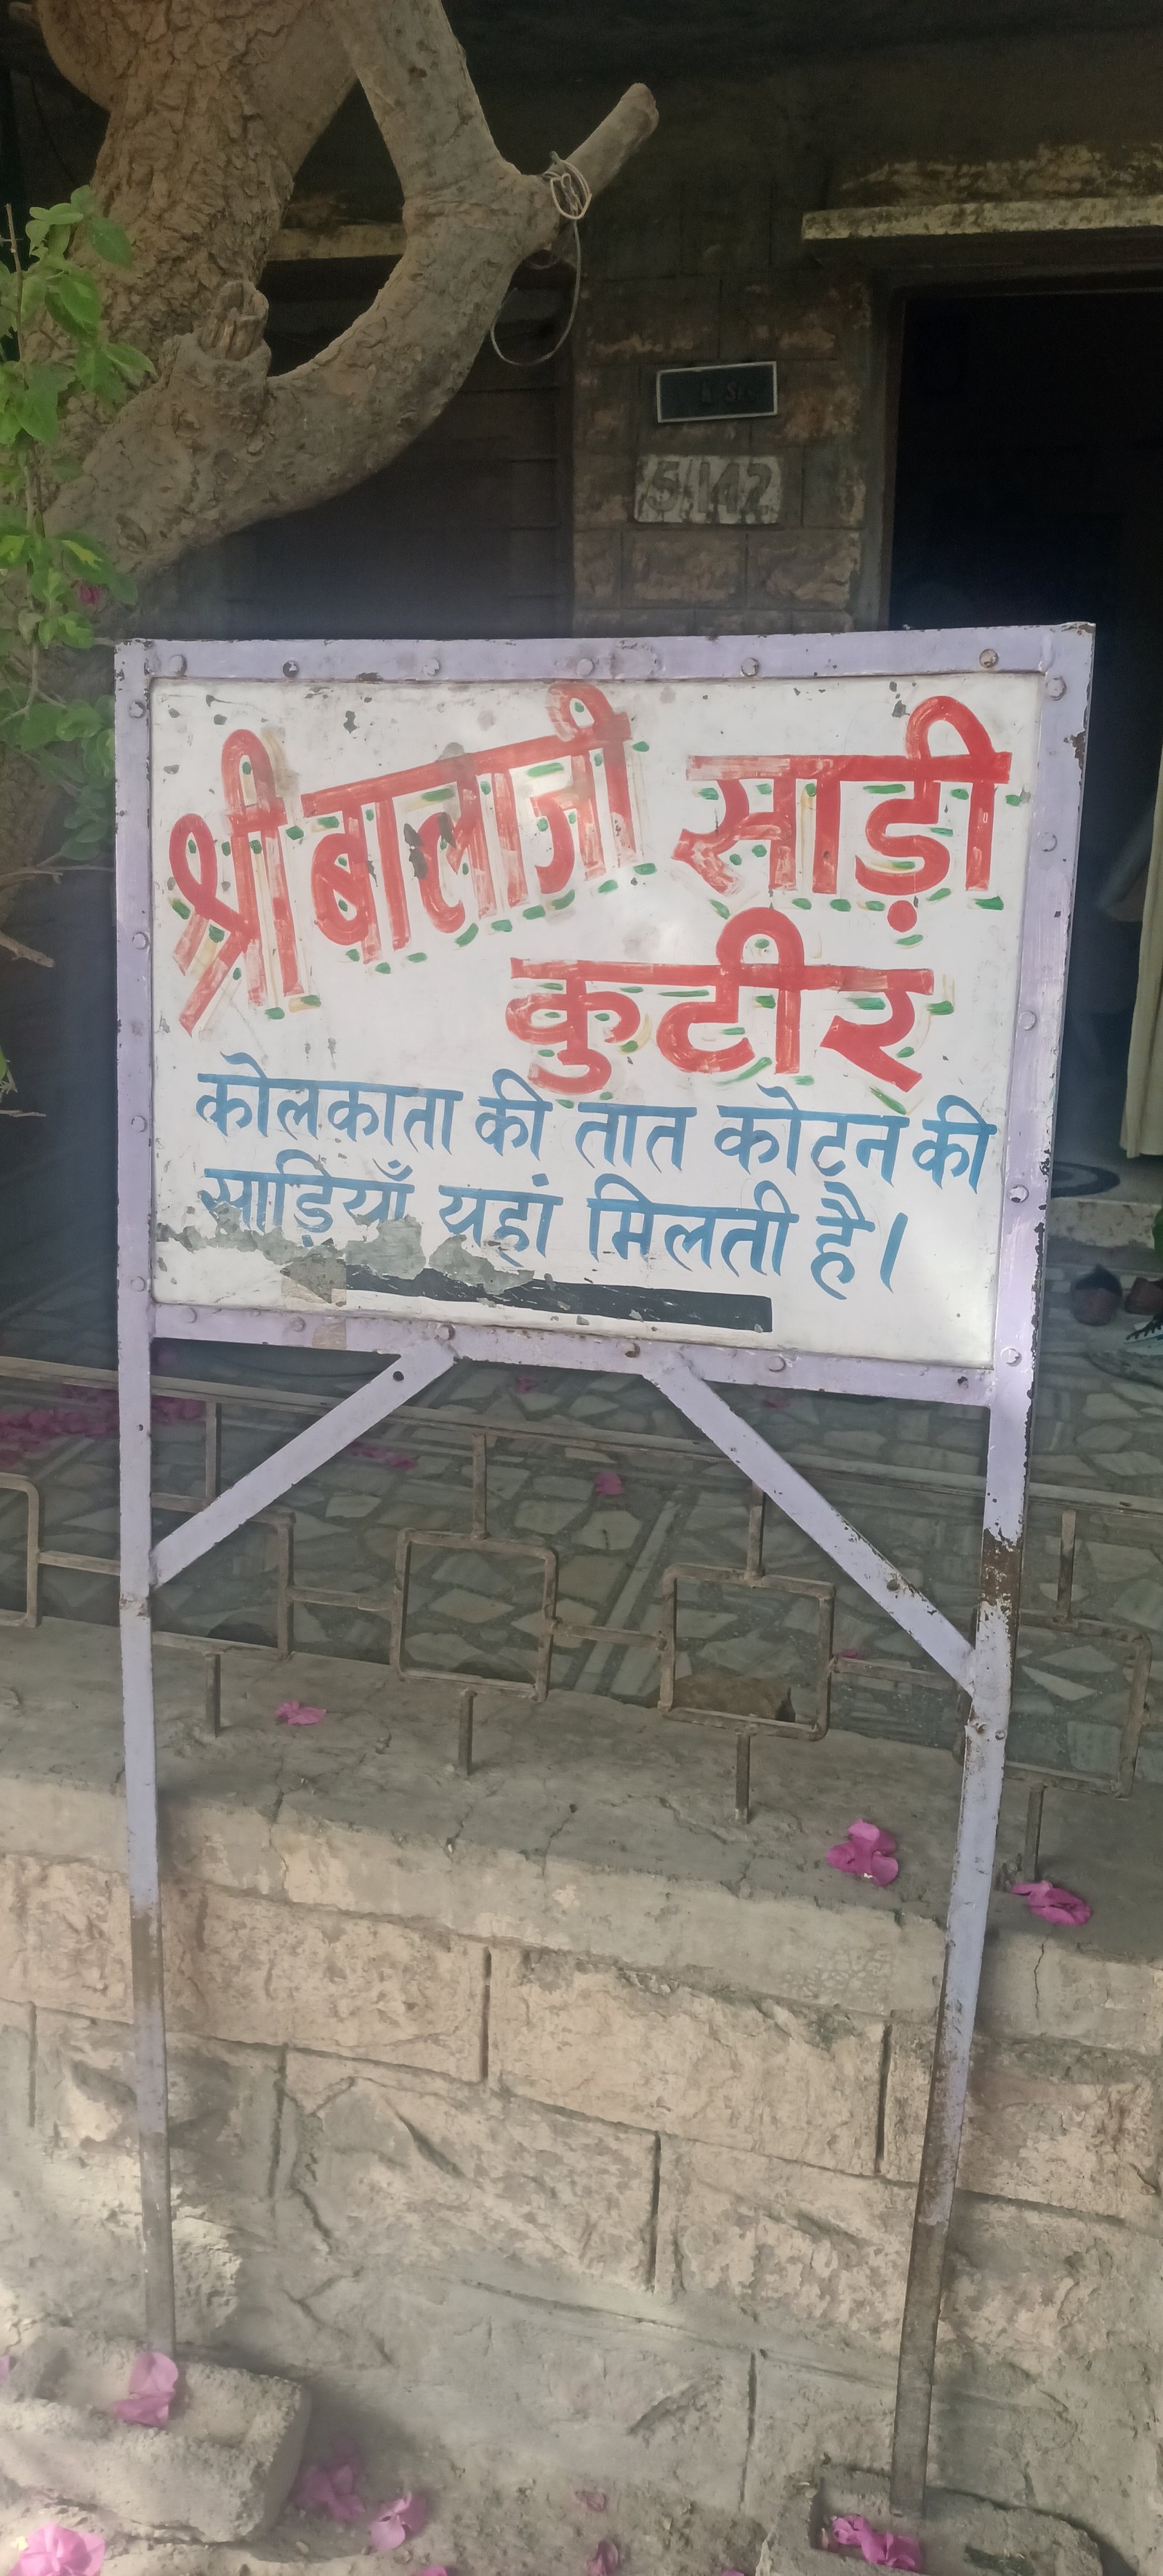 5/142
श्री बालाजी साड़ी
कुटीर
कोलकाता की तात कोटन की
साड़ियाँ यहां मिलती है।